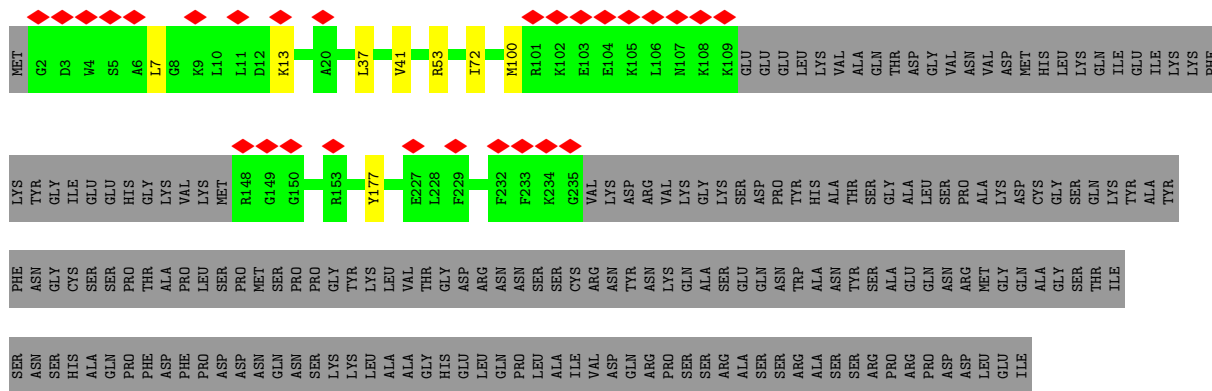 MET G2 D3 W4 S5 A6 L7 G8 K9 L10 L11 D12 K13 A20 L37 V41 R53 I72 M100 R101 K102 E103 E104 K105 L106 N107 K108 K109 GLU GLU GLU LEU LYS VAL ALA GLN THR ASP GLY VAL ASN VAL ASP MET HIS LEU LYS GLN ILE GLU ILE LYS LYS PHE
LYS TYR GLY ILE GLU GLU HIS GLY LYS VAL LYS MET R148 G149 G150 R153 Y177 E227 L228 F229 F232 F233 K234 G235 VAL LYS ASP ARG VAL LYS GLY LYS SER ASP PRO TYR HIS ALA THR SER GLY ALA LEU SER PRO ALA LYS ASP CYS GLY SER GLN LYS TYR ALA TYR
PHE ASN GLY CYS SER SER PRO THR ALA PRO LEU SER PRO MET SER PRO PRO GLY TYR LYS LEU VAL THR GLY ASP ARG ASN ASN SER SER CYS ARG ASN TYR ASN LYS GLN ALA SER GLU GLN ASN TRP ALA ASN TYR SER ALA GLU GLN ASN ARG MET GLY GLN ALA GLY SER THR ILE
SER ASN SER HIS ALA GLN PRO PHE ASP PHE PRO ASP ASP ASN GLN ASN SER LYS LYS LEU ALA ALA GLY HIS GLU LEU GLN PRO LEU ALA ILE VAL ASP GLN ARG PRO SER SER ARG ALA SER SER ARG ALA SER SER ARG PRO ARG PRO ASP ASP LEU GLU ILE